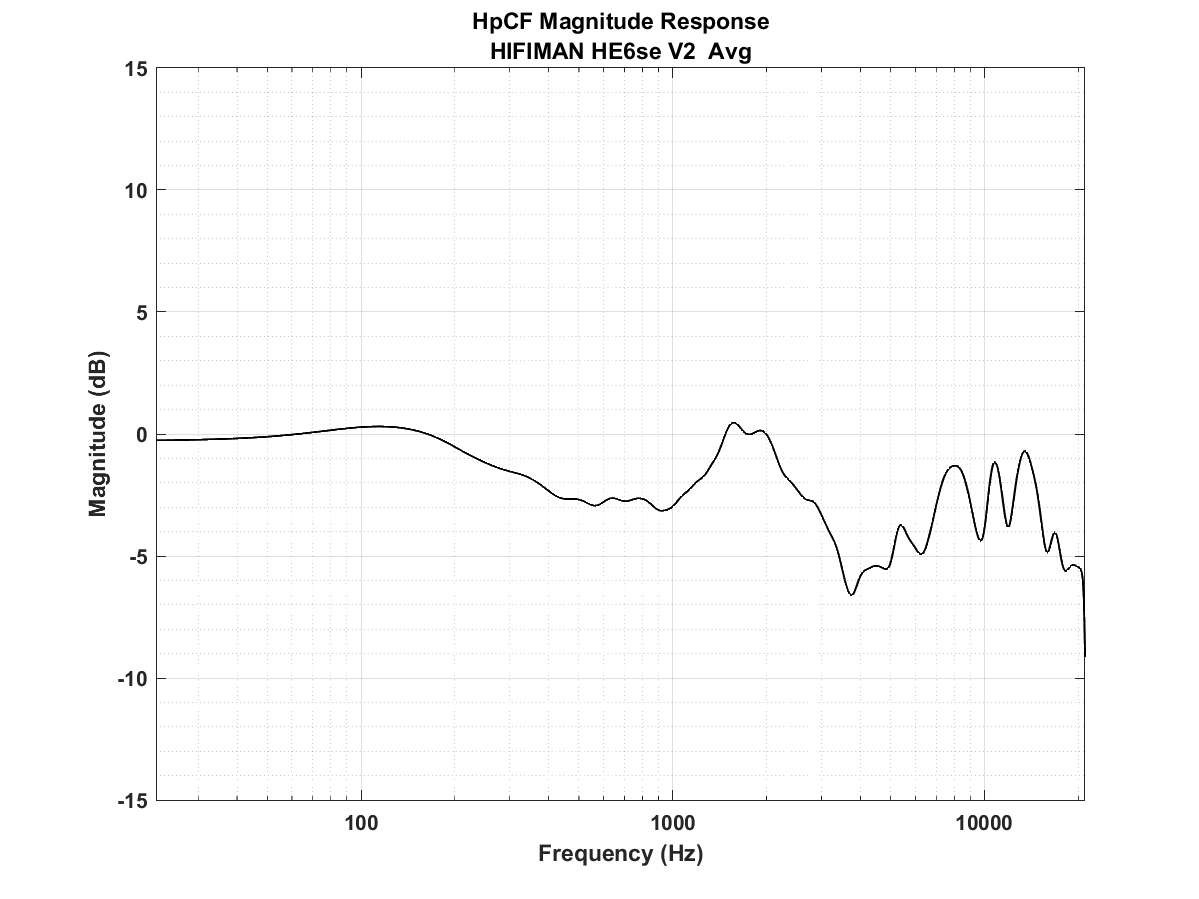 HpCF Magnitude Response
HIFIMAN HE6se V2  Avg
15
10
5
0
-5
-10
-15
Magnitude (dB)
100
1000
10000
Frequency (Hz)